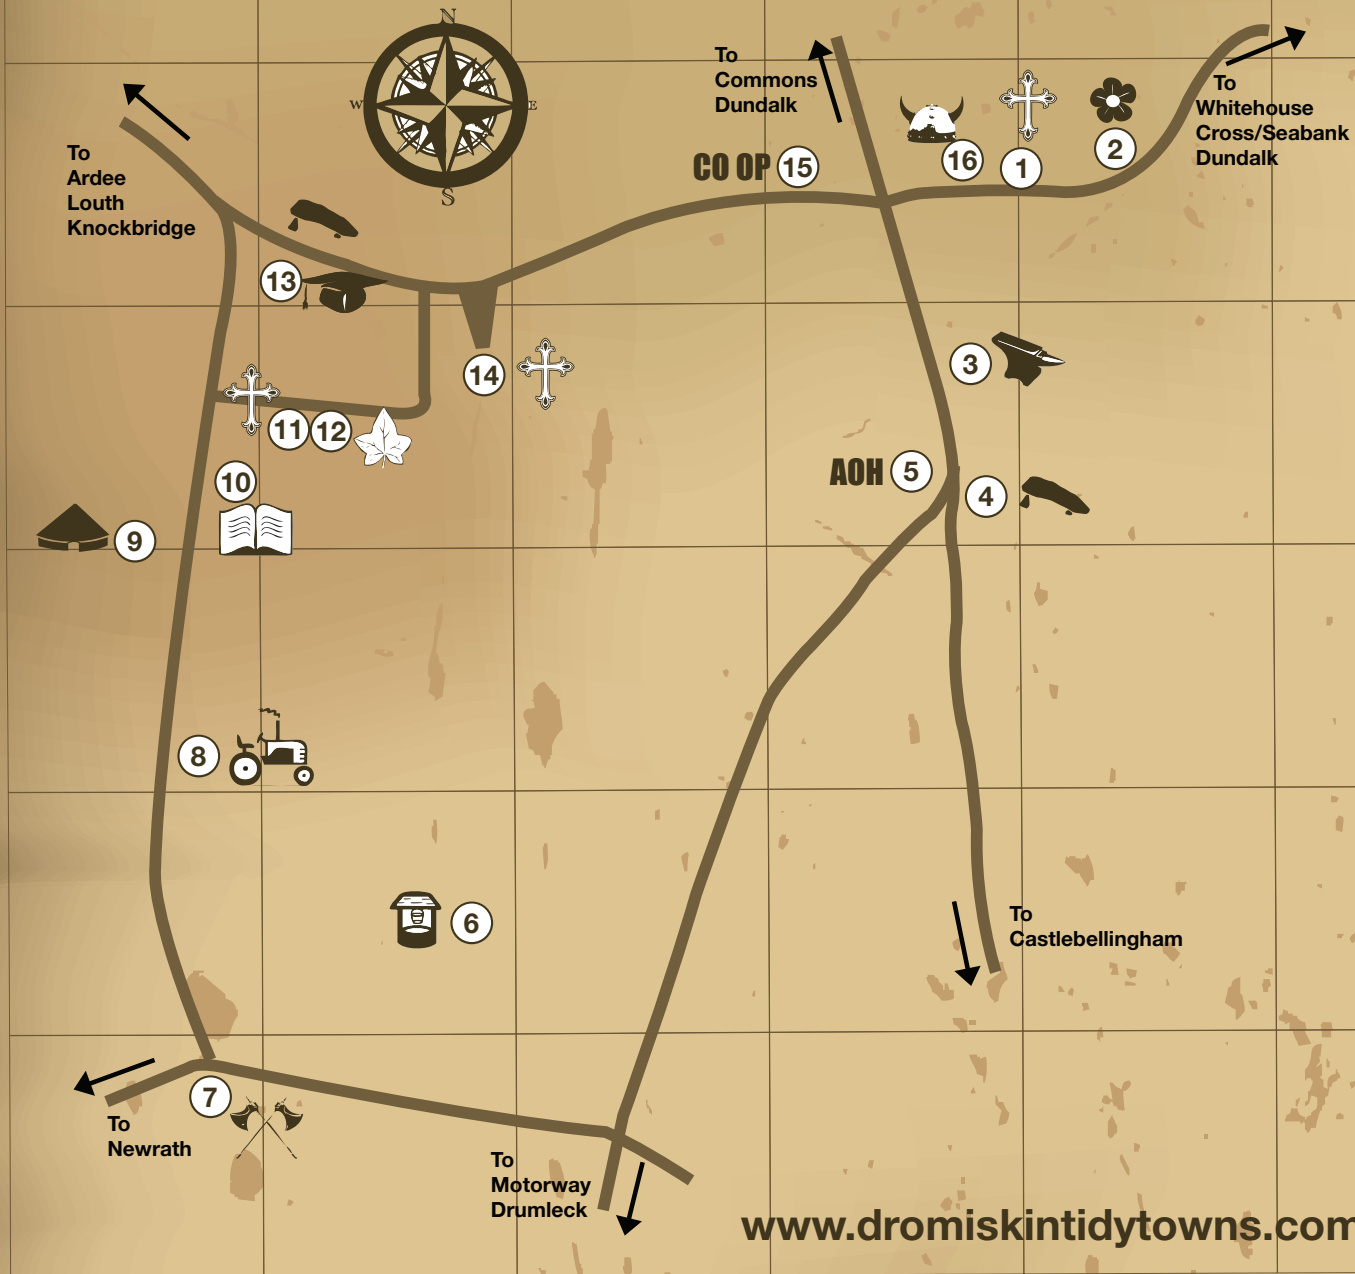 N
W
E
S
To
Commons
Dundalk
To
Whitehouse
Cross/Seabank
Dundalk
To
Ardee
Louth
Knockbridge
CO OP 15
16
1
2
13
14
3
11 12
10
AOH 5
4
9
8
6
To
Castlebellingham
7
To
Newrath
To
Motorway
Drumleck
www.dromiskintidytowns.com